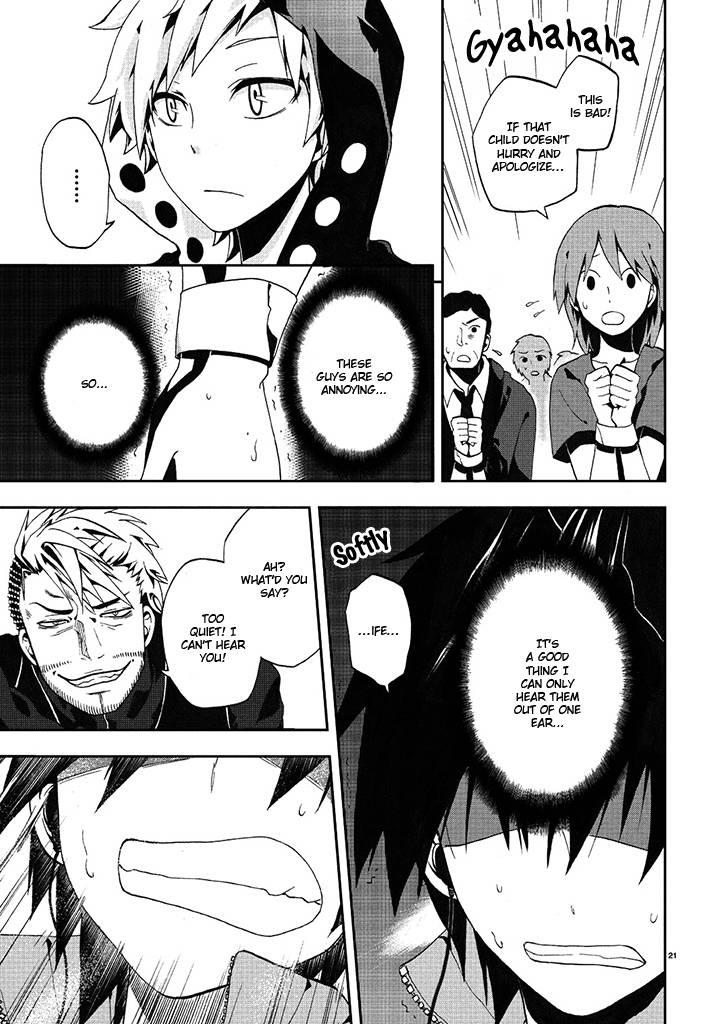 Gyahahaha
THIS
IS BAD!
IF THAT
CHILD DOESN'T
HURRY AND
APOLOGIZE...
........
THESE
GUYS ARE SO
ANNOYING...
SO...
IT'S
A GOOD
THING I
CAN ONLY
HEAR THEM
OUT OF ONE
EAR...
Softly
...IFE...
AH?
WHAT'D YOU
SAY?
TOO
QUIET! I
CAN'T HEAR
YOU!
21